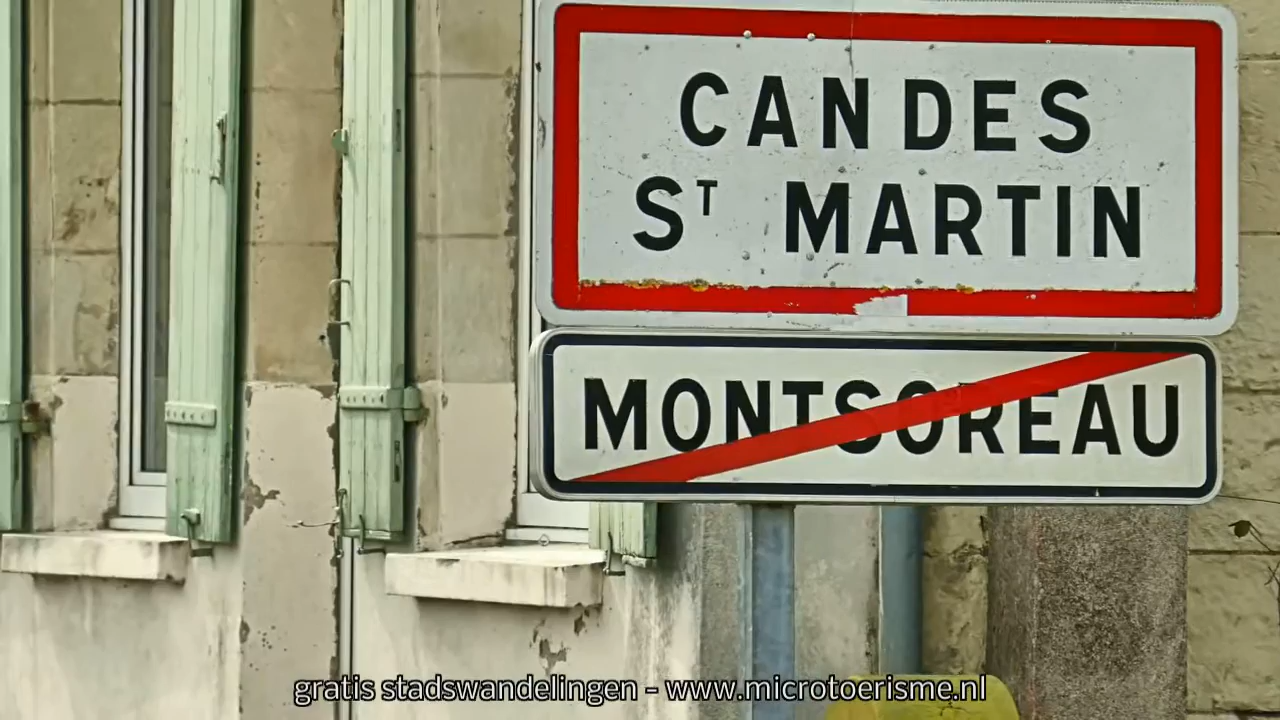 CANDES
ST MARTIN
MONTSOREAU
gratis stadswandelingen - www.microtoerisme.nl